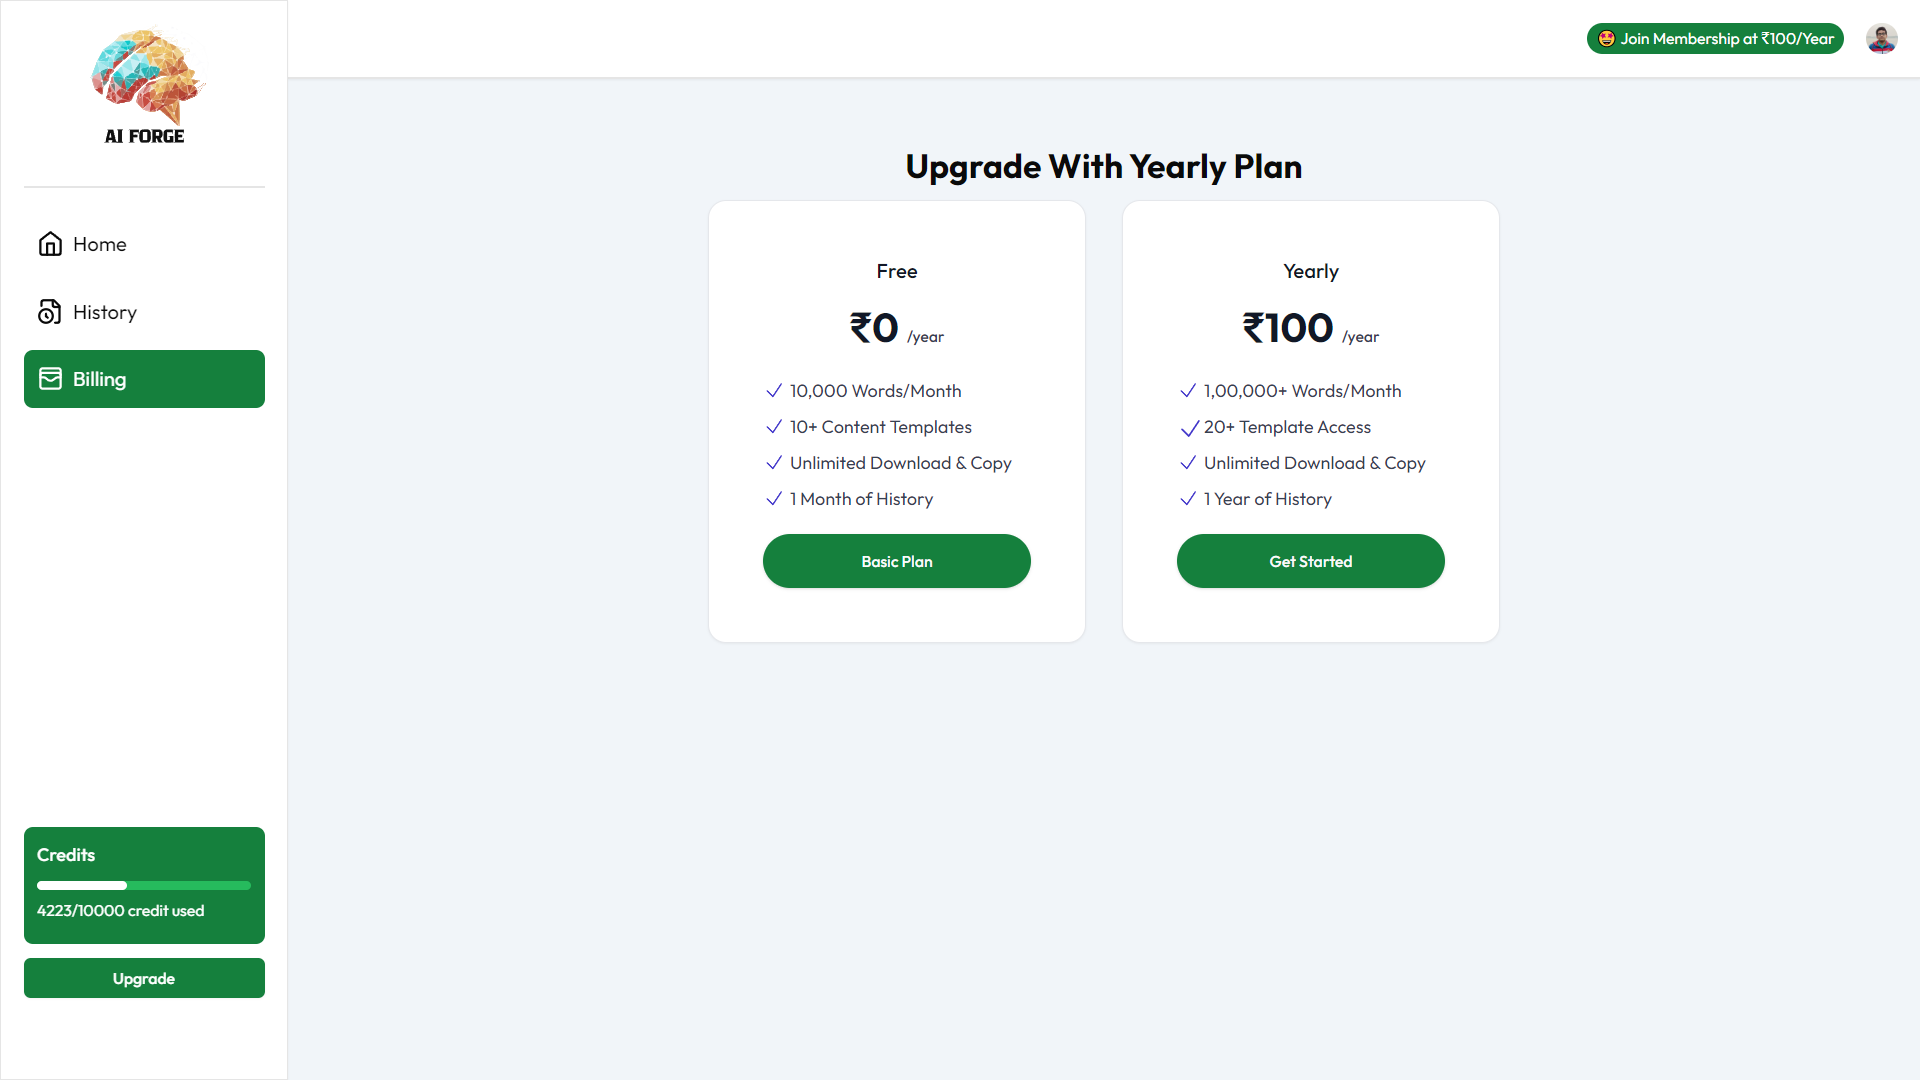 AI FORGE
Home
History
Billing
Credits
4223/10000 credit used
Upgrade
🤩 Join Membership at ₹100/Year
Upgrade With Yearly Plan
Free
₹0 /year
10,000 Words/Month
10+ Content Templates
Unlimited Download & Copy
1 Month of History
Basic Plan
Yearly
₹100 /year
1,00,000+ Words/Month
20+ Template Access
Unlimited Download & Copy
1 Year of History
Get Started